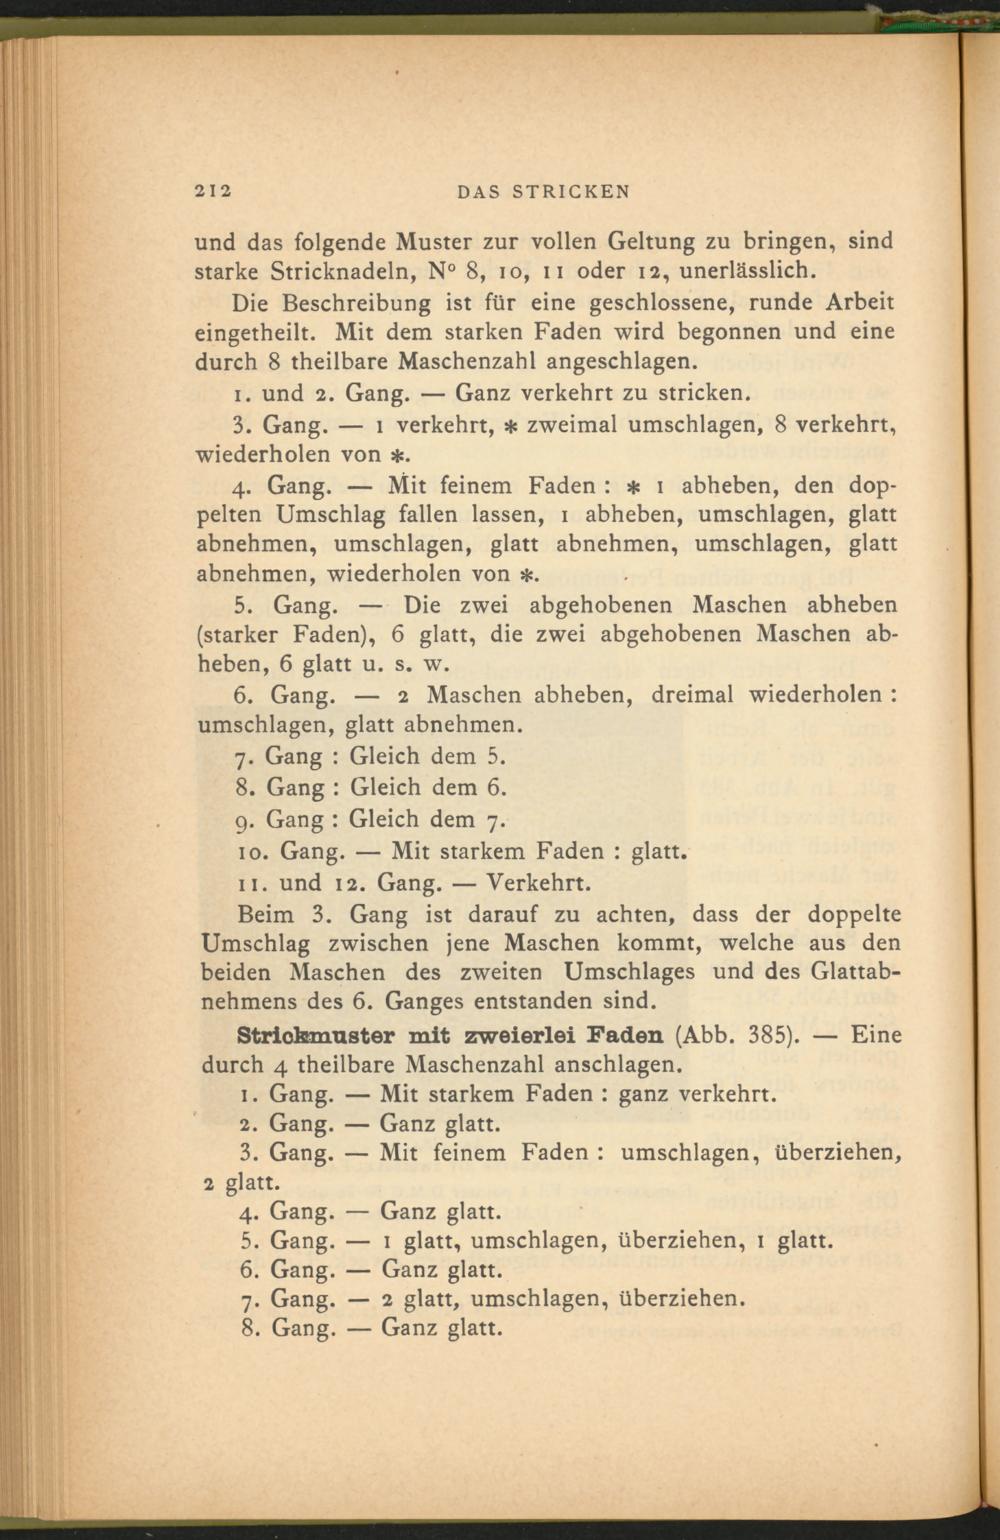 212
DAS STRICKEN
und das folgende Muster zur vollen Geltung zu bringen, sind
starke Stricknadeln, Nº 8, 10, 11 oder 12, unerlässlich.
Die Beschreibung ist für eine geschlossene, runde Arbeit
eingetheilt. Mit dem starken Faden wird begonnen und eine
durch 8 theilbare Maschenzahl angeschlagen.
1. und 2. Gang. — Ganz verkehrt zu stricken.
3. Gang. — 1 verkehrt, * zweimal umschlagen, 8 verkehrt,
wiederholen von *.
4. Gang. — Mit feinem Faden : * 1 abheben, den dop-
pelten Umschlag fallen lassen, 1 abheben, umschlagen, glatt
abnehmen, umschlagen, glatt abnehmen, umschlagen, glatt
abnehmen, wiederholen von *.
5. Gang. — Die zwei abgehobenen Maschen abheben
(starker Faden), 6 glatt, die zwei abgehobenen Maschen ab-
heben, 6 glatt u. s. w.
6. Gang. — 2 Maschen abheben, dreimal wiederholen :
umschlagen, glatt abnehmen.
7. Gang : Gleich dem 5.
8. Gang : Gleich dem 6.
9. Gang : Gleich dem 7.
10. Gang. — Mit starkem Faden : glatt.
11. und 12. Gang. — Verkehrt.
Beim 3. Gang ist darauf zu achten, dass der doppelte
Umschlag zwischen jene Maschen kommt, welche aus den
beiden Maschen des zweiten Umschlages und des Glattab-
nehmens des 6. Ganges entstanden sind.
Strickmuster mit zweierlei Faden (Abb. 385). — Eine
durch 4 theilbare Maschenzahl anschlagen.
1. Gang. — Mit starkem Faden : ganz verkehrt.
2. Gang. — Ganz glatt.
3. Gang. — Mit feinem Faden : umschlagen, überziehen,
2 glatt.
4. Gang. — Ganz glatt.
5. Gang. — 1 glatt, umschlagen, überziehen, 1 glatt.
6. Gang. — Ganz glatt.
7. Gang. — 2 glatt, umschlagen, überziehen.
8. Gang. — Ganz glatt.